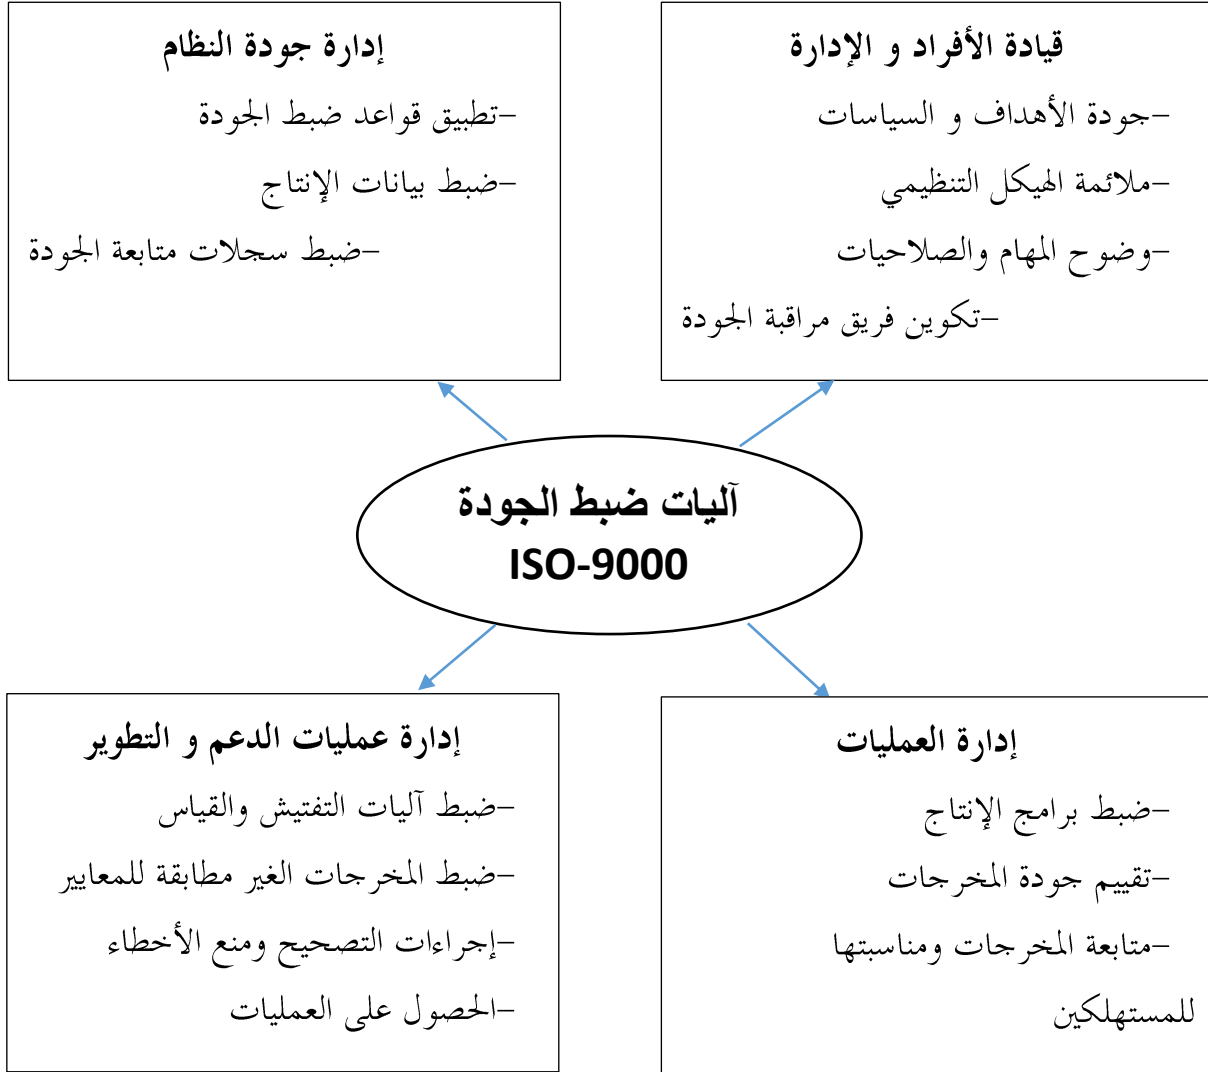 قيادة الأفراد و الإدارة
–جودة الأهداف و السياسات
–ملائمة الهيكل التنظيمي
–وضوح المهام والصلاحيات
–تكوين فريق مراقبة الجودة
إدارة جودة النظام
–تطبيق قواعد ضبط الجودة
–ضبط بيانات الإنتاج
–ضبط سجلات متابعة الجودة
آليات ضبط الجودة
ISO-9000
إدارة العمليات
–ضبط برامج الإنتاج
–تقييم جودة المخرجات
–متابعة المخرجات ومناسبتها
للمستهلكين
إدارة عمليات الدعم و التطوير
–ضبط آليات التفتيش والقياس
–ضبط المخرجات الغير مطابقة للمعايير
–إجراءات التصحيح ومنع الأخطاء
–الحصول على العمليات